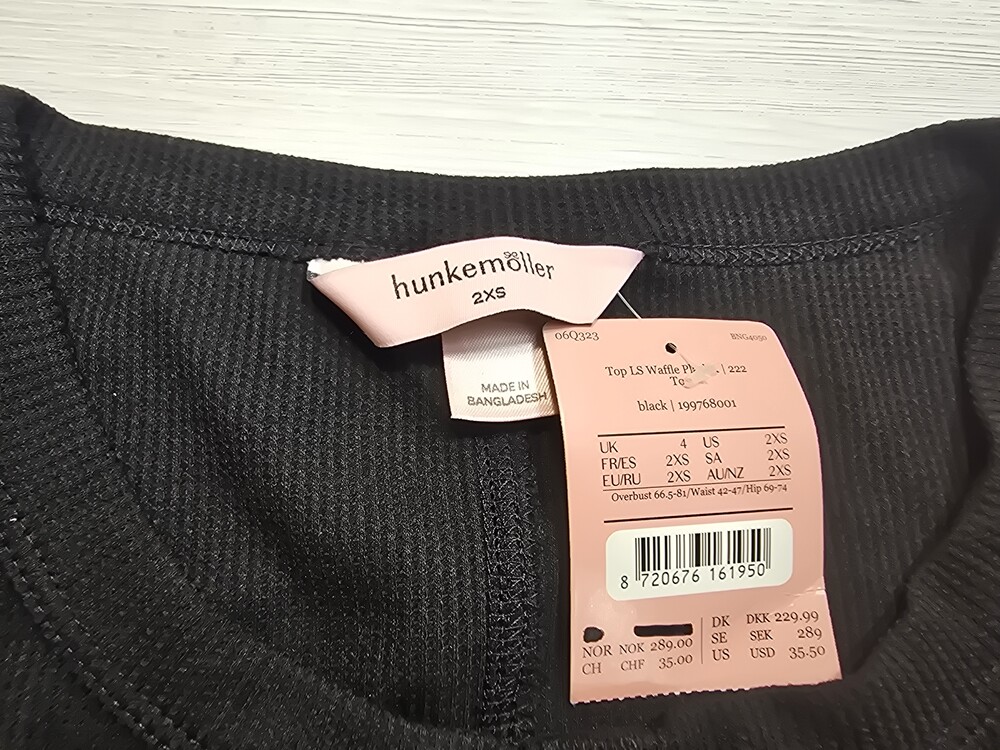 hunkemöller
2XS
MADE IN
BANGLADESH
06Q323 BNG4050
Top LS Waffle | 222
black | 199768001
UK 4 US 2XS
FR/ES 2XS SA 2XS
EU/RU 2XS AU/NZ 2XS
Overbust 66.5-81/Waist 42-47/Hip 69-74
8 720676 161950
DK DKK 229.99
NOR NOK 289.00 SE SEK 289
CH CHF 35.00 US USD 35.50